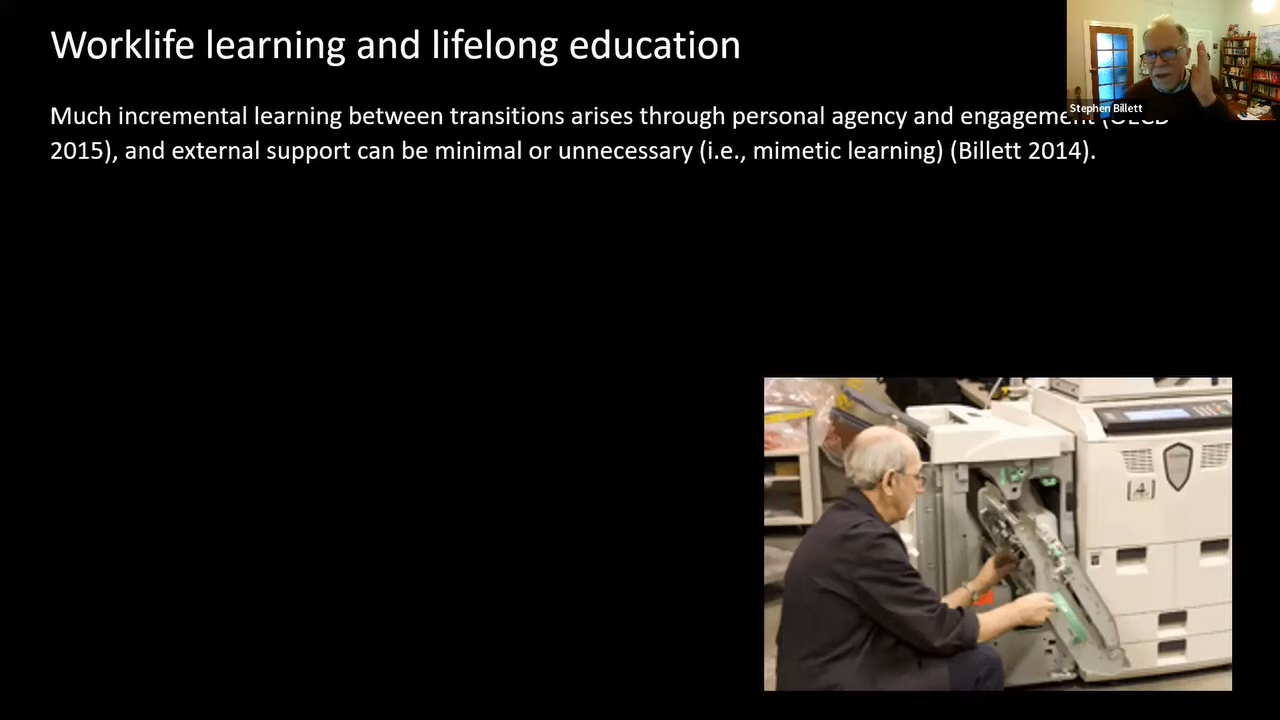 Worklife learning and lifelong education
Stephen Billett
Much incremental learning between transitions arises through personal agency and engagement (OECD
2015), and external support can be minimal or unnecessary (i.e., mimetic learning) (Billett 2014).